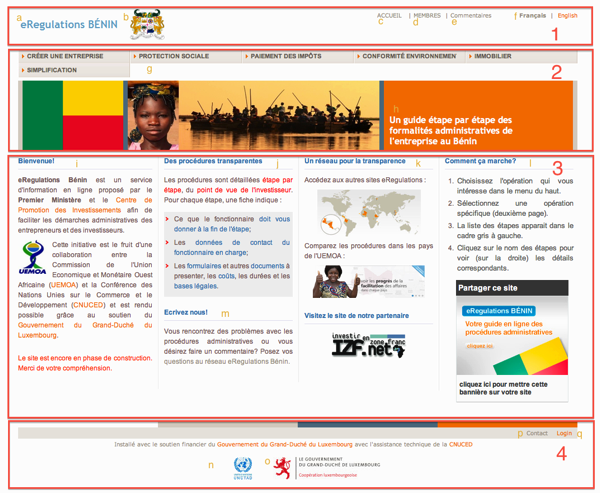 a
eRegulations BÉNIN
b
ACCUEIL | MEMBRES | Commentaires
c d e
f Français | English
1
CRÉER UNE ENTREPRISE
PROTECTION SOCIALE
PAIEMENT DES IMPÔTS
CONFORMITÉ ENVIRONNEMEN
IMMOBILIER
SIMPLIFICATION
g
2
h
Un guide étape par étape des
formalités administratives de
l'entreprise au Bénin
Bienvenue!
i
eRegulations Bénin est un service
d'information en ligne proposé par le
Premier Ministère et le Centre de
Promotion des Investissements afin de
faciliter les démarches administratives des
entrepreneurs et des investisseurs.
UEMOA
Cette initiative est le fruit d'une
collaboration entre la
Commission de l'Union
Economique et Monétaire Ouest
Africaine (UEMOA) et la Conférence des
Nations Unies sur le Commerce et le
Développement (CNUCED) et est rendu
possible grâce au soutien du
Gouvernement du Grand-Duché du
Luxembourg.
Le site est encore en phase de construction.
Merci de votre compréhension.
Des procédures transparentes
j
Les procédures sont détaillées étape par
étape, du point de vue de l'investisseur.
Pour chaque étape, une fiche indique :
Ce que le fonctionnaire doit vous
donner à la fin de l'étape;
Les données de contact du
fonctionnaire en charge;
Les formulaires et autres documents à
présenter, les coûts, les durées et les
bases légales.
Ecrivez nous!
m
Vous rencontrez des problèmes avec les
procédures administratives ou vous
désirez faire un commentaire? Posez vos
questions au réseau eRegulations Bénin.
Un réseau pour la transparence
k
Accédez aux autres sites eRegulations :
Comparez les procédures dans les pays
de l'UEMOA :
voir les progrès de la
facilitation des affaires
Visitez le site de notre partenaire
investir en zone franc
IZF.net
Comment ça marche?
l
3
1. Choisissez l'opération qui vous
intéresse dans le menu du haut.
2. Sélectionnez une opération
spécifique (deuxième page).
3. La liste des étapes apparait dans le
cadre gris à gauche.
4. Cliquez sur le nom des étapes pour
voir (sur la droite) les détails
correspondants.
Partager ce site
eRegulations BÉNIN
Votre guide en ligne des
procédures administratives
cliquez ici
cliquez ici pour mettre cette
bannière sur votre site
p Contact Login q
4
Installé avec le soutien financier du Gouvernement du Grand-Duché du Luxembourg avec l'assistance technique de la CNUCED
n
UNCTAD
o
LE GOUVERNEMENT
DU GRAND-DUCHÉ DE LUXEMBOURG
Coopération luxembourgeoise